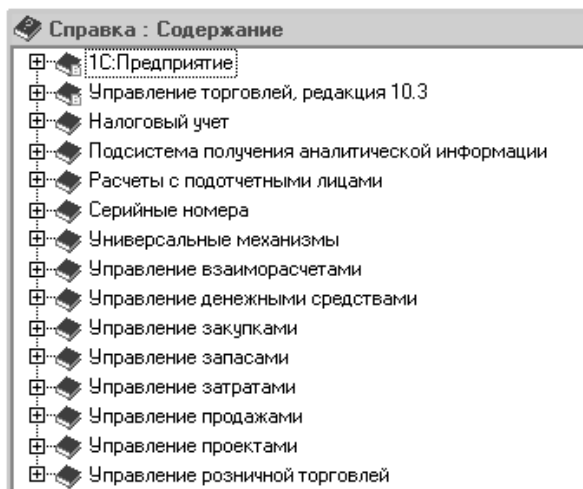 Справка : Содержание
1С:Предприятие
Управление торговлей, редакция 10.3
Налоговый учет
Подсистема получения аналитической информации
Расчеты с подотчетными лицами
Серийные номера
Универсальные механизмы
Управление взаиморасчетами
Управление денежными средствами
Управление закупками
Управление запасами
Управление затратами
Управление продажами
Управление проектами
Управление розничной торговлей